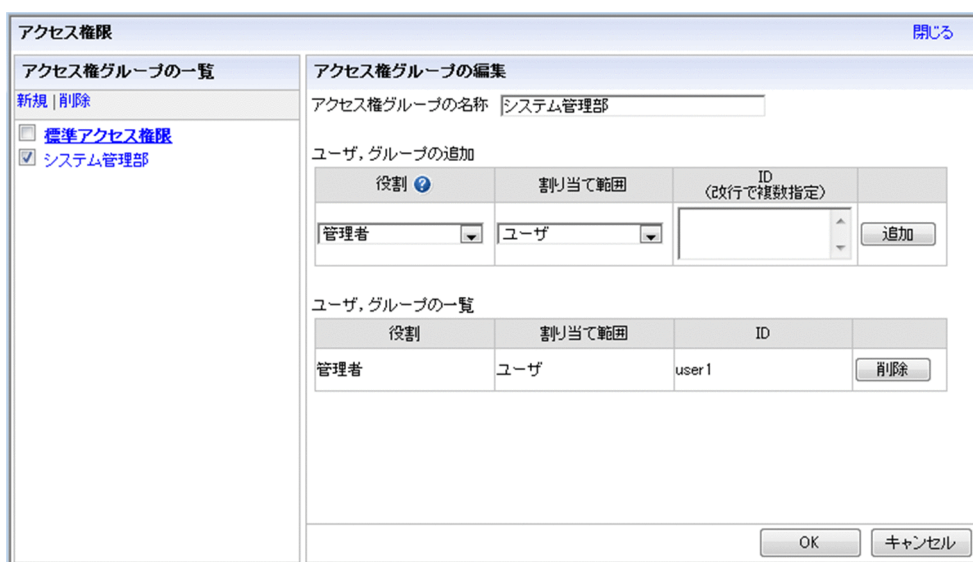 アクセス権限
閉じる
アクセス権グループの一覧
新規 | 削除
標準アクセス権限
システム管理部
アクセス権グループの編集
アクセス権グループの名称 システム管理部
ユーザ, グループの追加
役割 ? 割り当て範囲 ID
(改行で複数指定)
管理者 ユーザ 追加
ユーザ, グループの一覧
役割 割り当て範囲 ID
管理者 ユーザ user1 削除
OK キャンセル